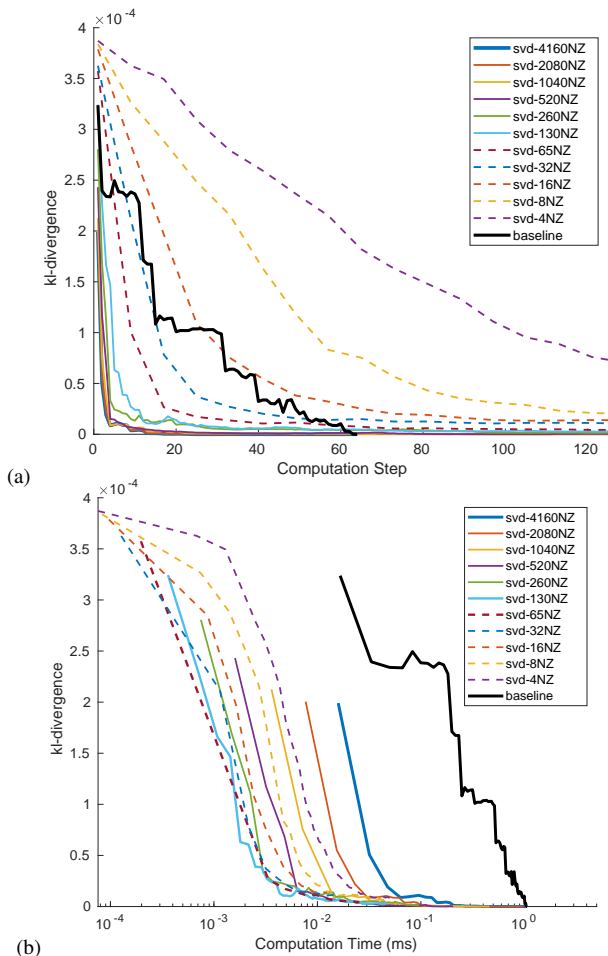 ×10⁻⁴
4
3.5
3
2.5
2
1.5
1
0.5
0
kl-divergence
svd-4160NZ
svd-2080NZ
svd-1040NZ
svd-520NZ
svd-260NZ
svd-130NZ
svd-65NZ
svd-32NZ
svd-16NZ
svd-8NZ
svd-4NZ
baseline
0 20 40 60 80 100 120
Computation Step
(a)
×10⁻⁴
4
3.5
3
2.5
2
1.5
1
0.5
0
kl-divergence
svd-4160NZ
svd-2080NZ
svd-1040NZ
svd-520NZ
svd-260NZ
svd-130NZ
svd-65NZ
svd-32NZ
svd-16NZ
svd-8NZ
svd-4NZ
baseline
10⁻⁴ 10⁻³ 10⁻² 10⁻¹ 10⁰
Computation Time (ms)
(b)